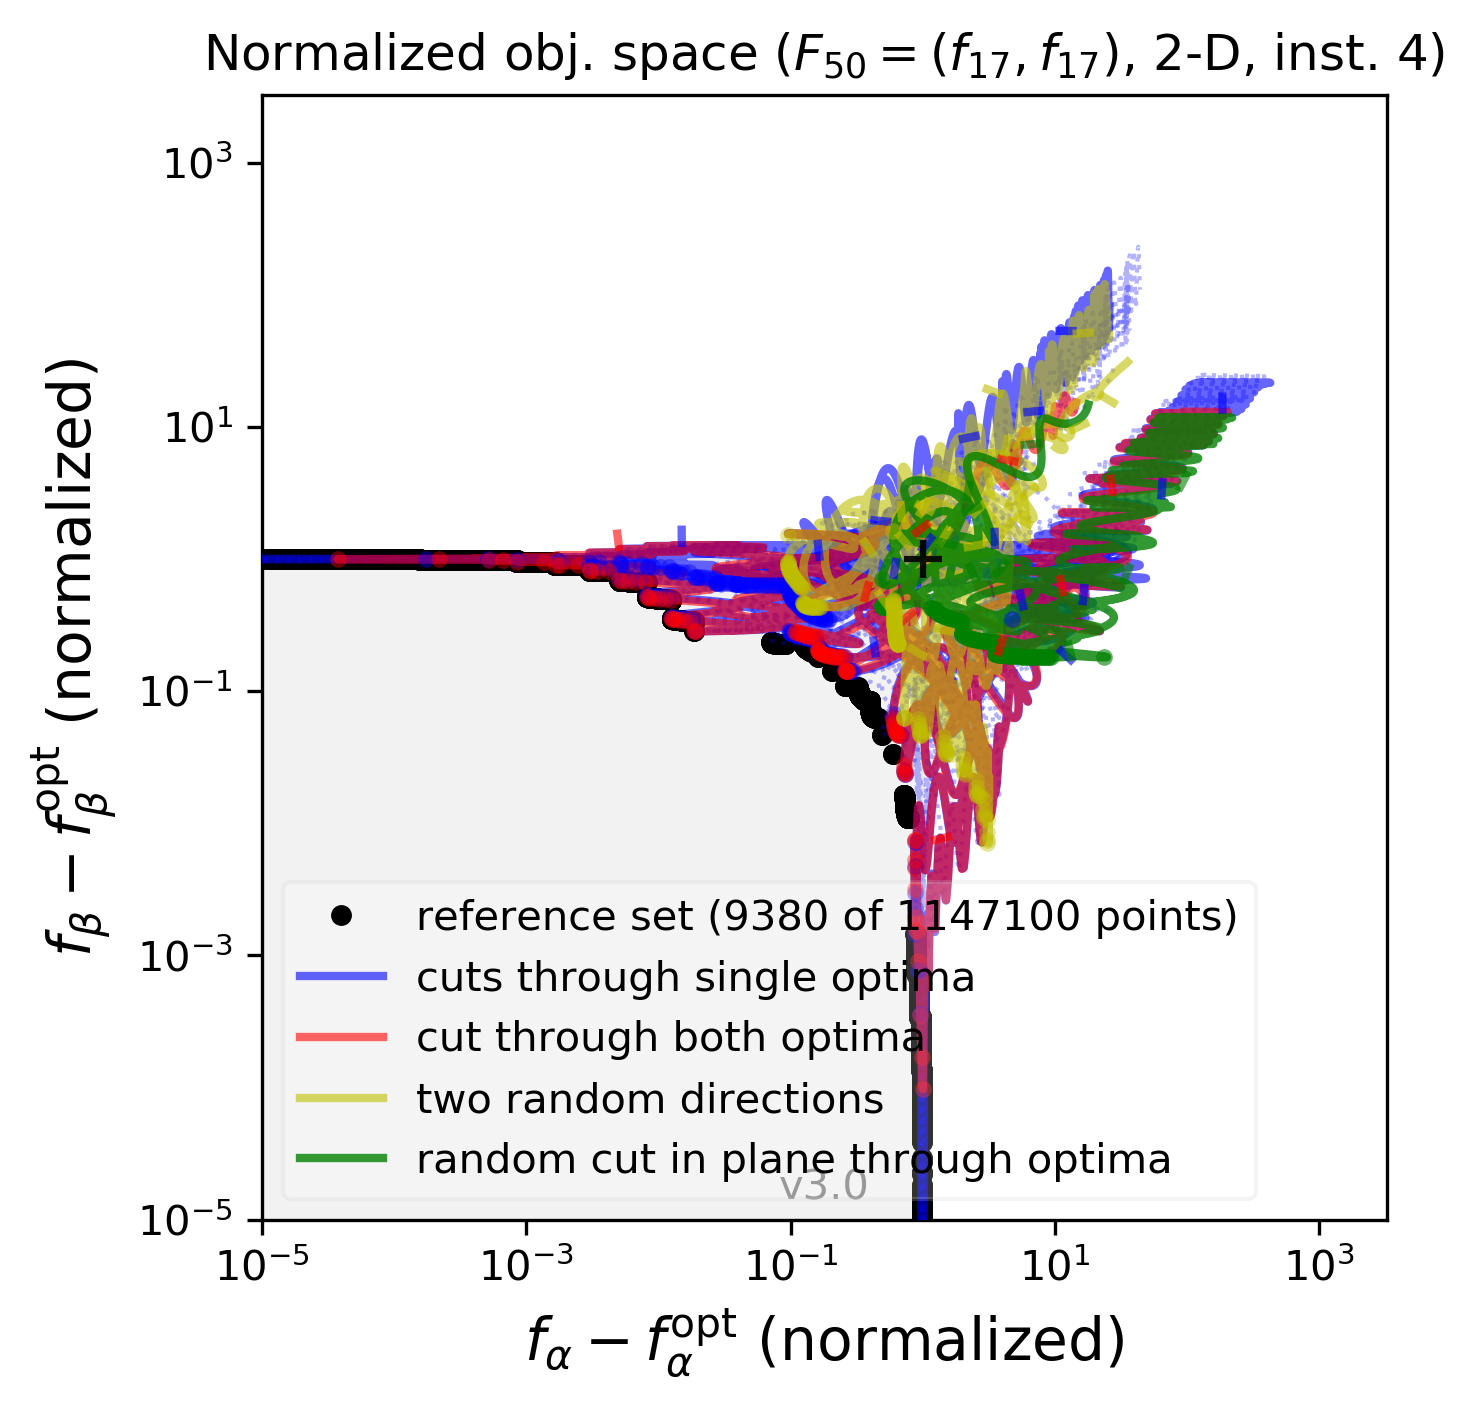 Normalized obj. space (F₅₀ = (f₁₇, f₁₇), 2-D, inst. 4)
f_β − f_β^opt (normalized)
10³
10¹
10⁻¹
10⁻³
10⁻⁵
reference set (9380 of 1147100 points)
cuts through single optima
cut through both optima
two random directions
random cut in plane through optima
v3.0
10⁻⁵ 10⁻³ 10⁻¹ 10¹ 10³
f_α − f_α^opt (normalized)